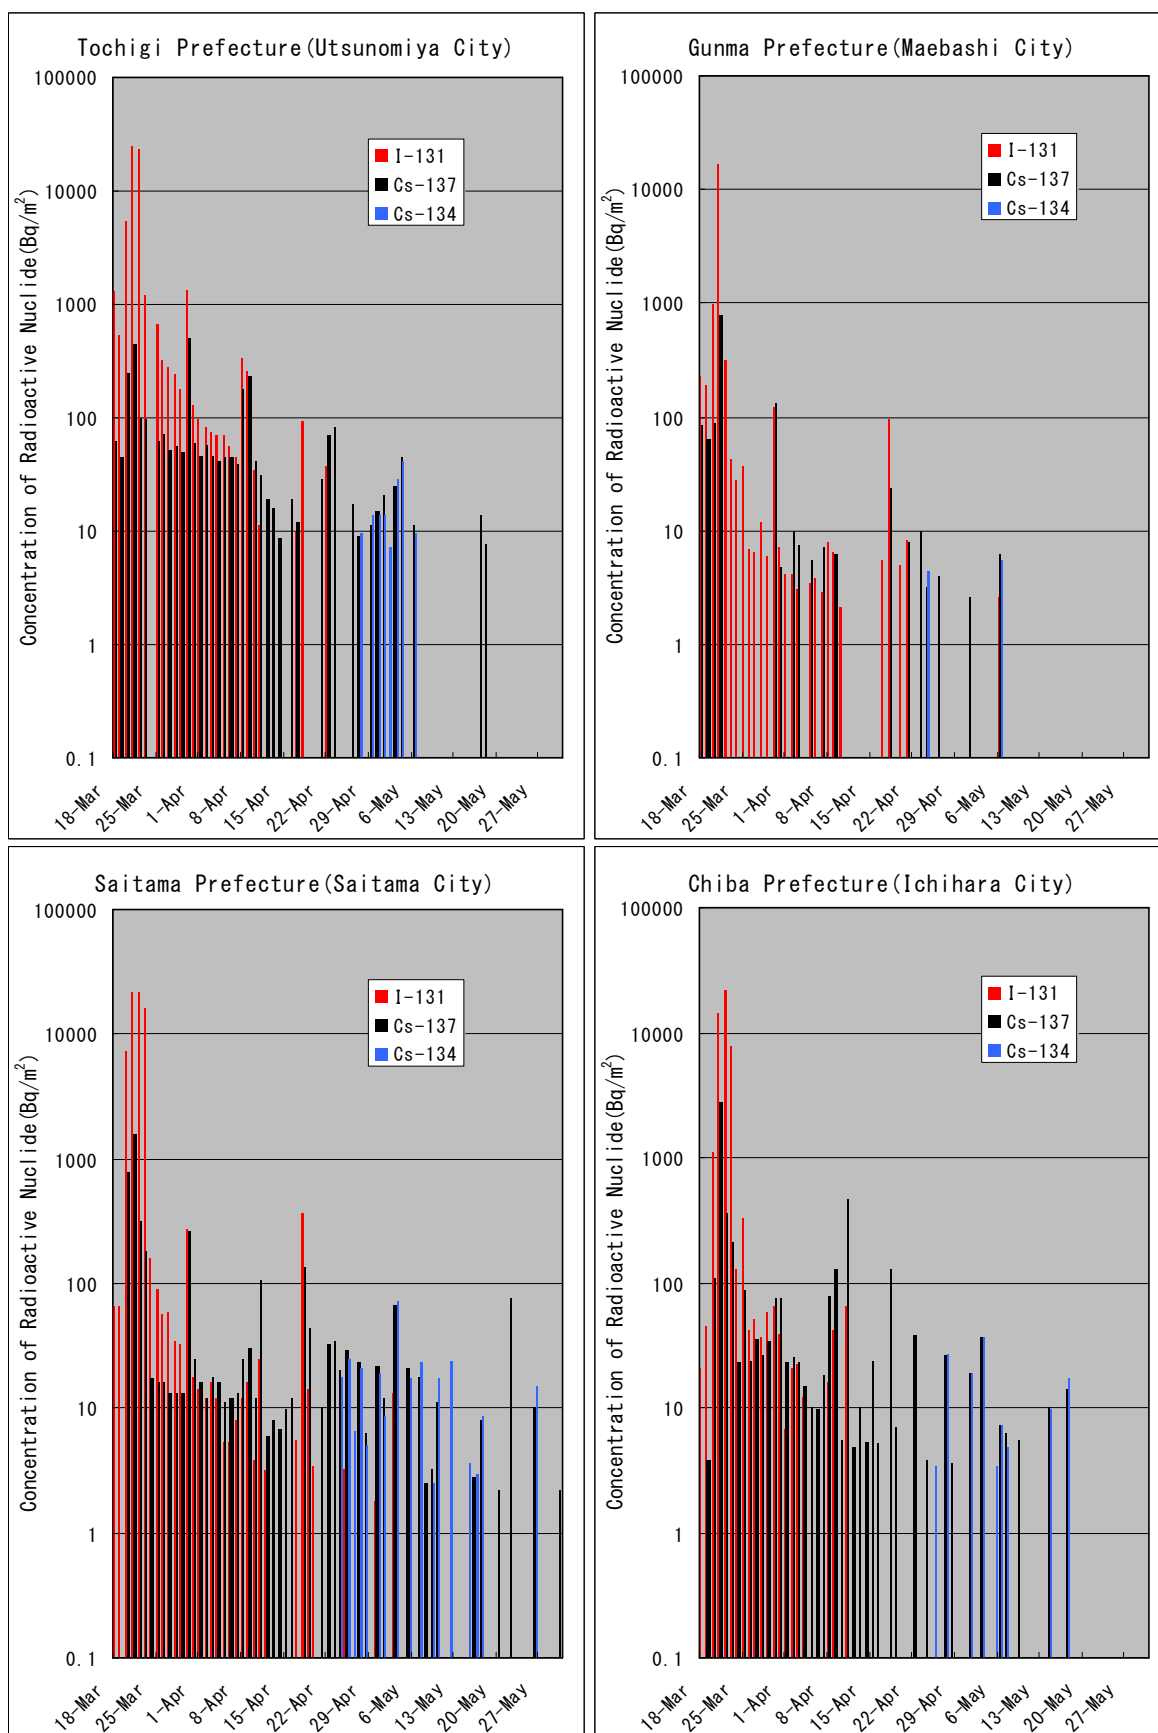 Tochigi Prefecture(Utsunomiya City)
Concentration of Radioactive Nuclide(Bq/m²)
100000
10000
1000
100
10
1
0.1
I-131
Cs-137
Cs-134
18-Mar
25-Mar
1-Apr
8-Apr
15-Apr
22-Apr
29-Apr
6-May
13-May
20-May
27-May
Gunma Prefecture(Maebashi City)
Concentration of Radioactive Nuclide(Bq/m²)
100000
10000
1000
100
10
1
0.1
I-131
Cs-137
Cs-134
18-Mar
25-Mar
1-Apr
8-Apr
15-Apr
22-Apr
29-Apr
6-May
13-May
20-May
27-May
Saitama Prefecture(Saitama City)
Concentration of Radioactive Nuclide(Bq/m²)
100000
10000
1000
100
10
1
0.1
I-131
Cs-137
Cs-134
18-Mar
25-Mar
1-Apr
8-Apr
15-Apr
22-Apr
29-Apr
6-May
13-May
20-May
27-May
Chiba Prefecture(Ichihara City)
Concentration of Radioactive Nuclide(Bq/m²)
100000
10000
1000
100
10
1
0.1
I-131
Cs-137
Cs-134
18-Mar
25-Mar
1-Apr
8-Apr
15-Apr
22-Apr
29-Apr
6-May
13-May
20-May
27-May